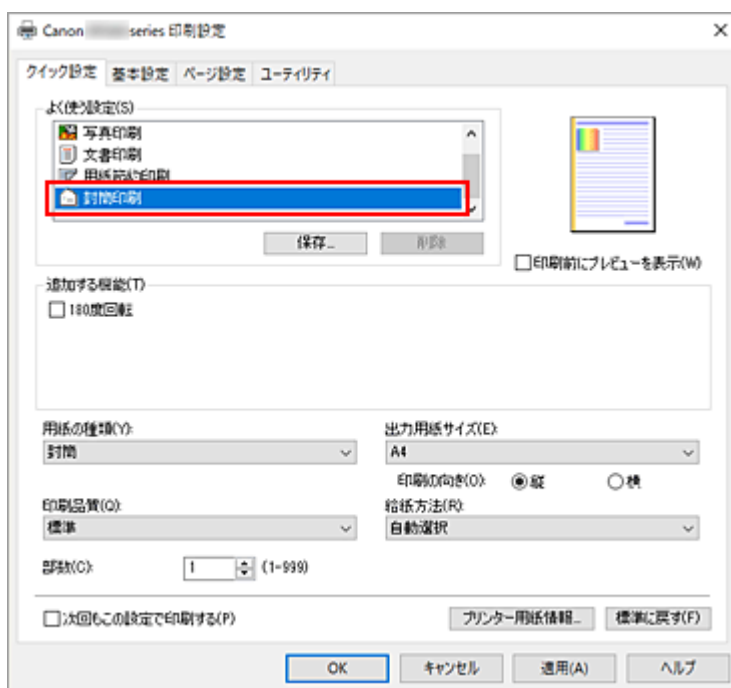 Canon series 印刷設定
クイック設定 基本設定 ページ設定 ユーティリティ
よく使う設定(S)
写真印刷
文書印刷
用紙節約印刷
封筒印刷
保存... 削除
印刷前にプレビューを表示(W)
追加する機能(T)
180度回転
用紙の種類(Y): 出力用紙サイズ(E):
封筒 A4
印刷の向き(O): 縦 横
印刷品質(Q): 給紙方法(R):
標準 自動選択
部数(C): 1 (1-999)
次回もこの設定で印刷する(P) プリンター用紙情報... 標準に戻す(F)
OK キャンセル 適用(A) ヘルプ